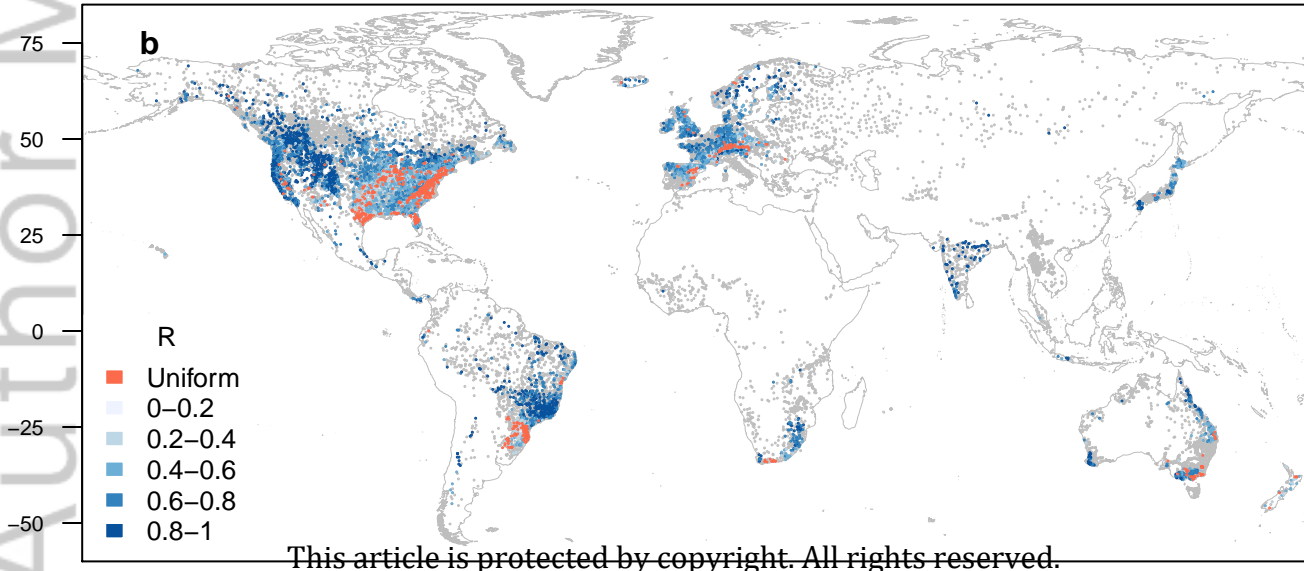 Author M
b
75
50
25
0
−25
−50
R
Uniform
0−0.2
0.2−0.4
0.4−0.6
0.6−0.8
0.8−1
This article is protected by copyright. All rights reserved.